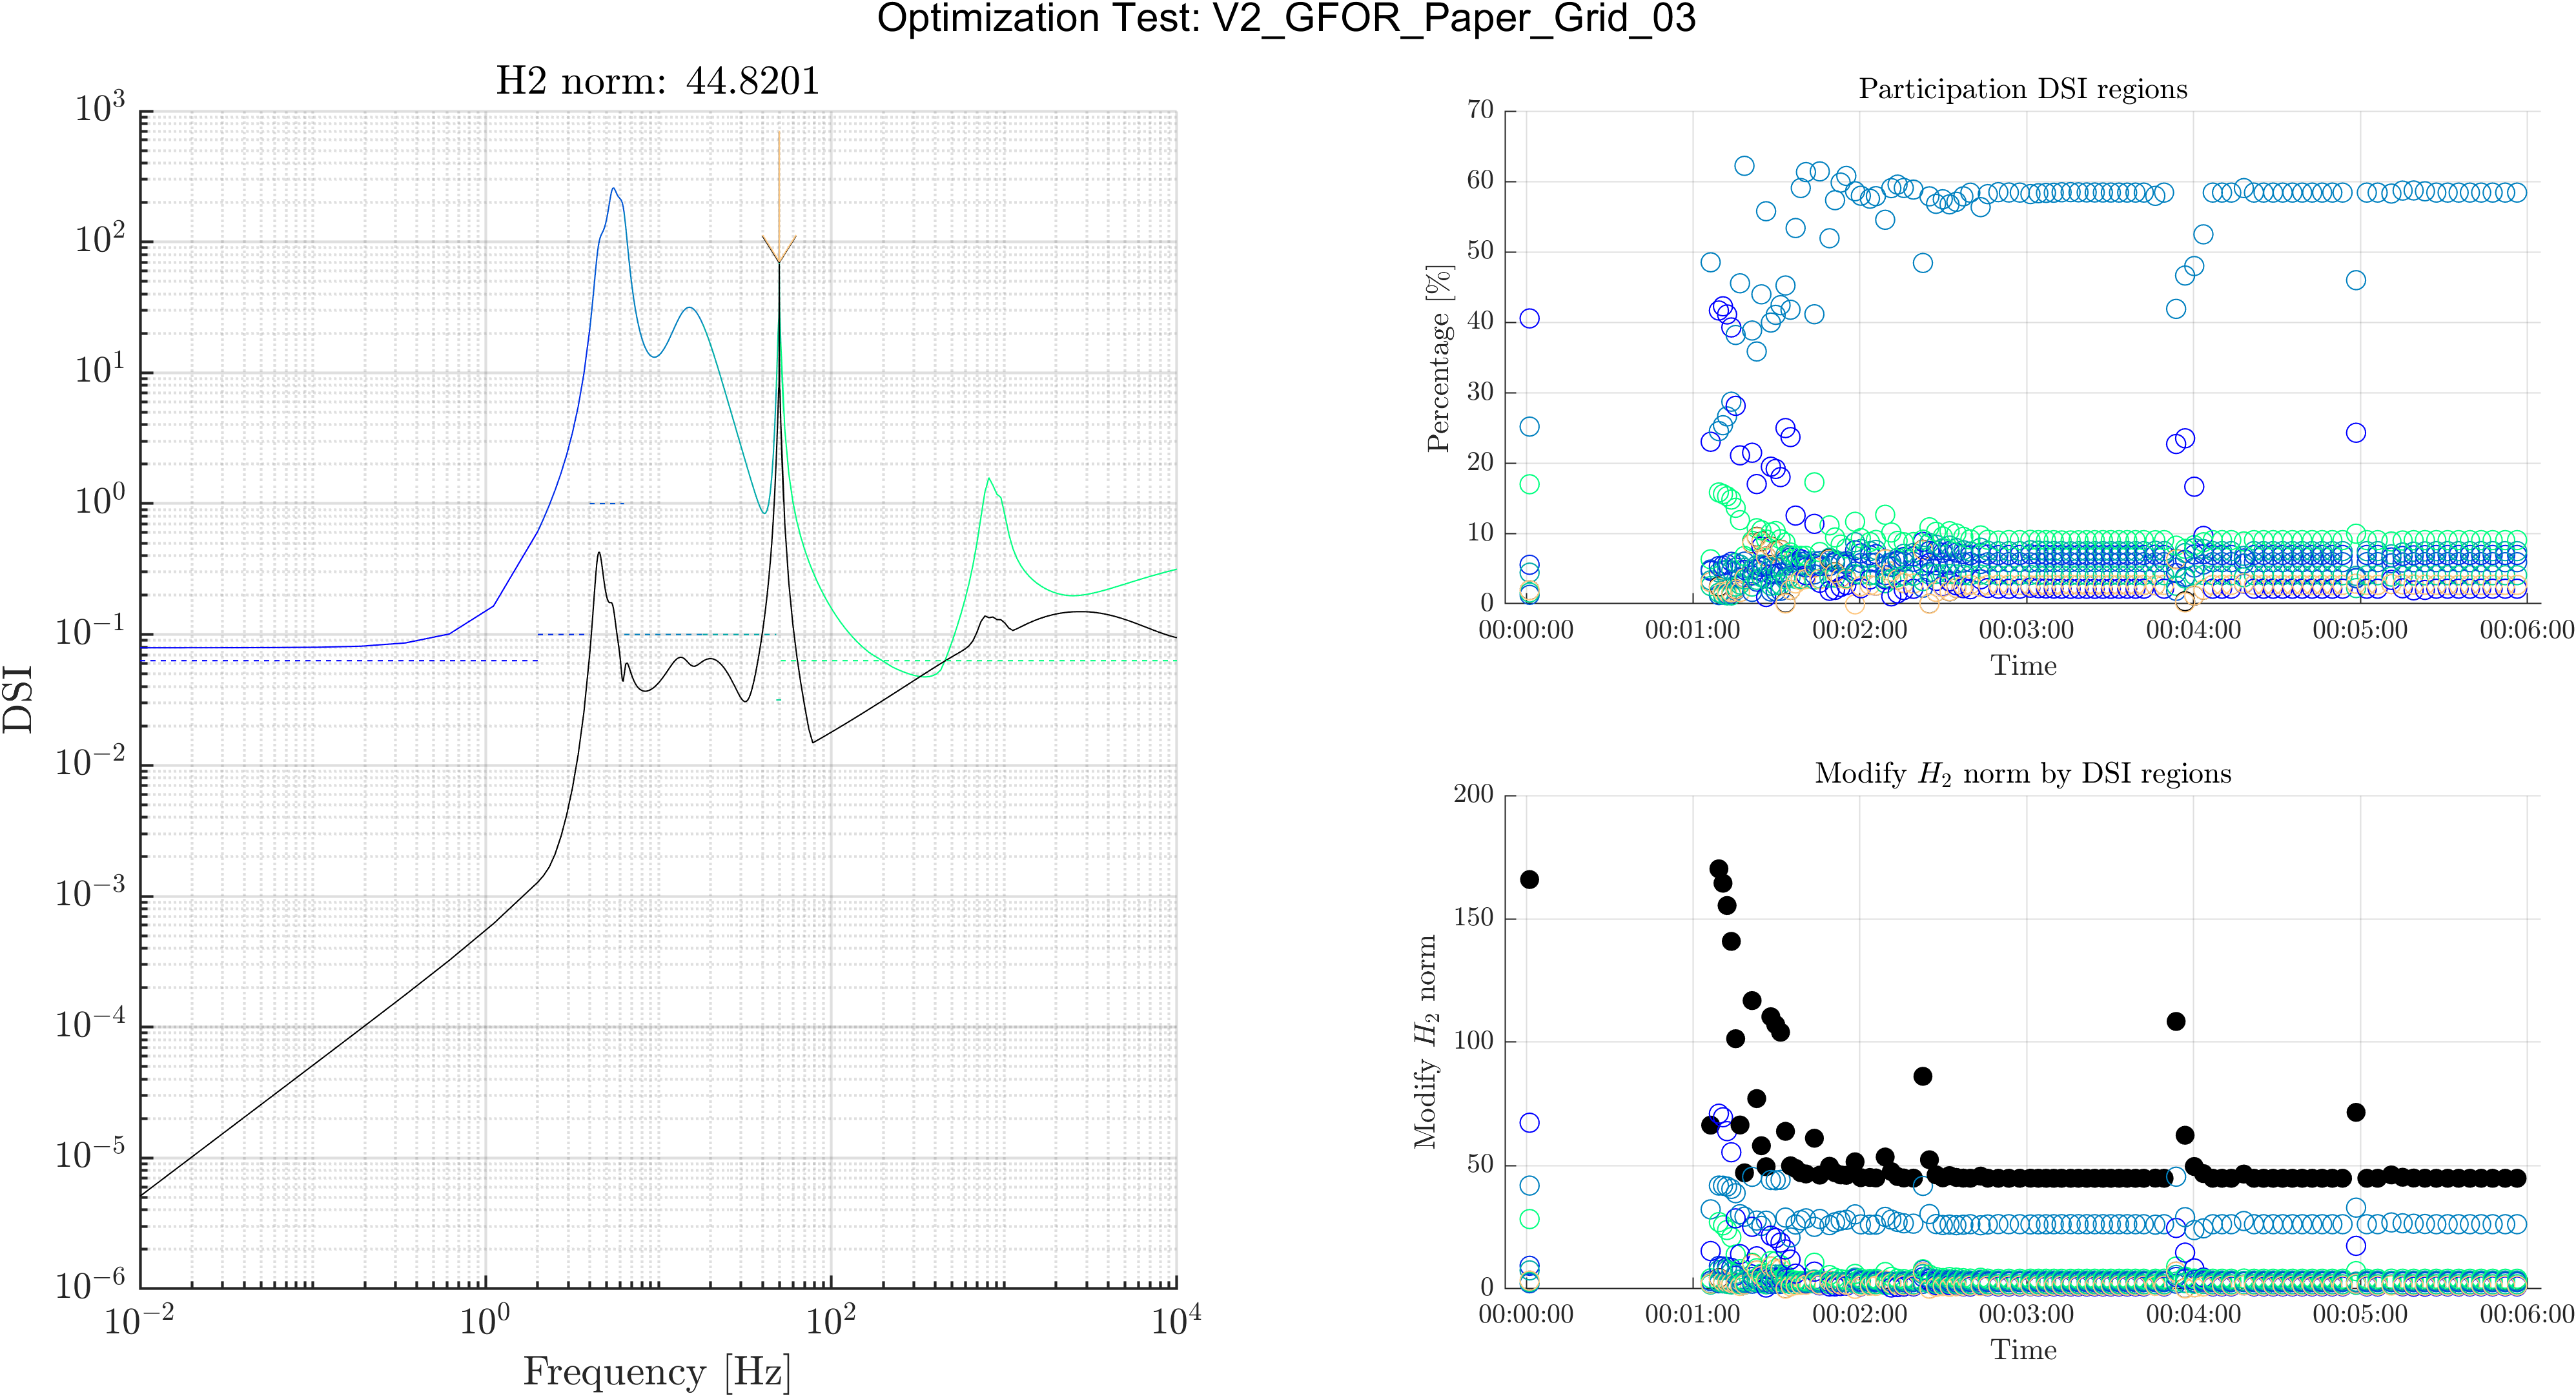 Optimization Test: V2_GFOR_Paper_Grid_03
H2 norm: 44.8201
10^3
10^2
10^1
10^0
10^-1
10^-2
10^-3
10^-4
10^-5
10^-6
DSI
10^-2 10^0 10^2 10^4
Frequency [Hz]
Participation DSI regions
70
60
50
40
30
20
10
0
Percentage [%]
00:00:00 00:01:00 00:02:00 00:03:00 00:04:00 00:05:00 00:06:00
Time
Modify H_2 norm by DSI regions
200
150
100
50
0
Modify H_2 norm
00:00:00 00:01:00 00:02:00 00:03:00 00:04:00 00:05:00 00:06:00
Time